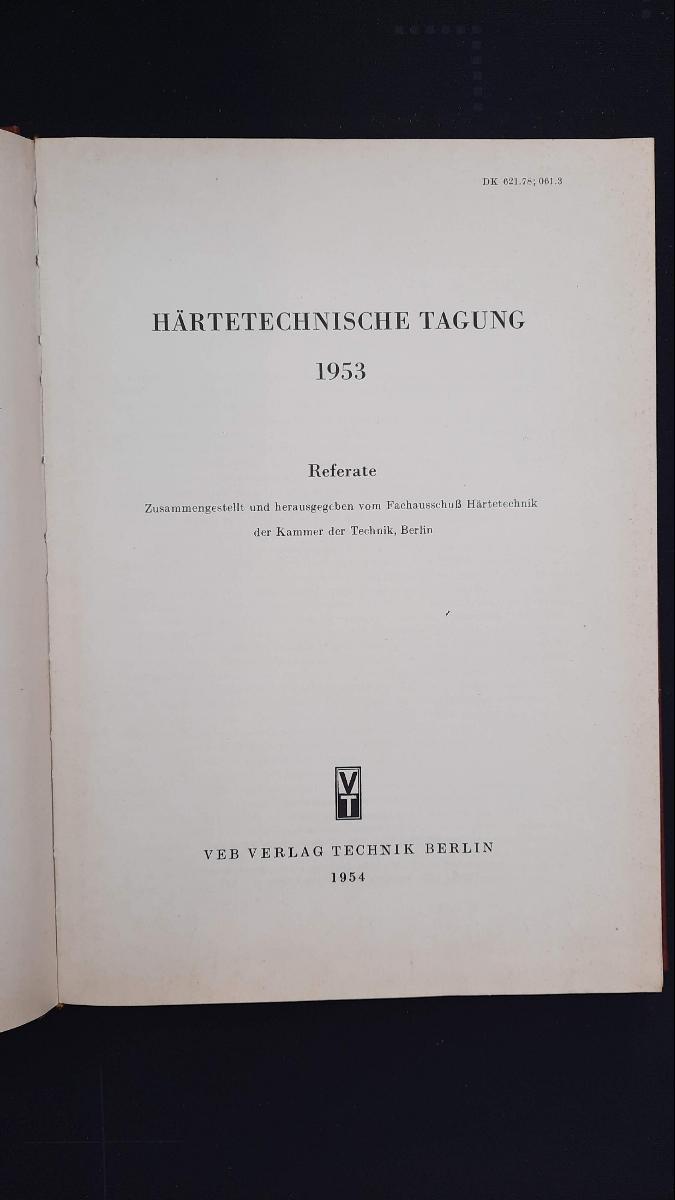 DK 621.78; 061.3
HÄRTETECHNISCHE TAGUNG
1953
Referate
Zusammengestellt und herausgegeben vom Fachausschuß Härtetechnik
der Kammer der Technik, Berlin
V
T
VEB VERLAG TECHNIK BERLIN
1954